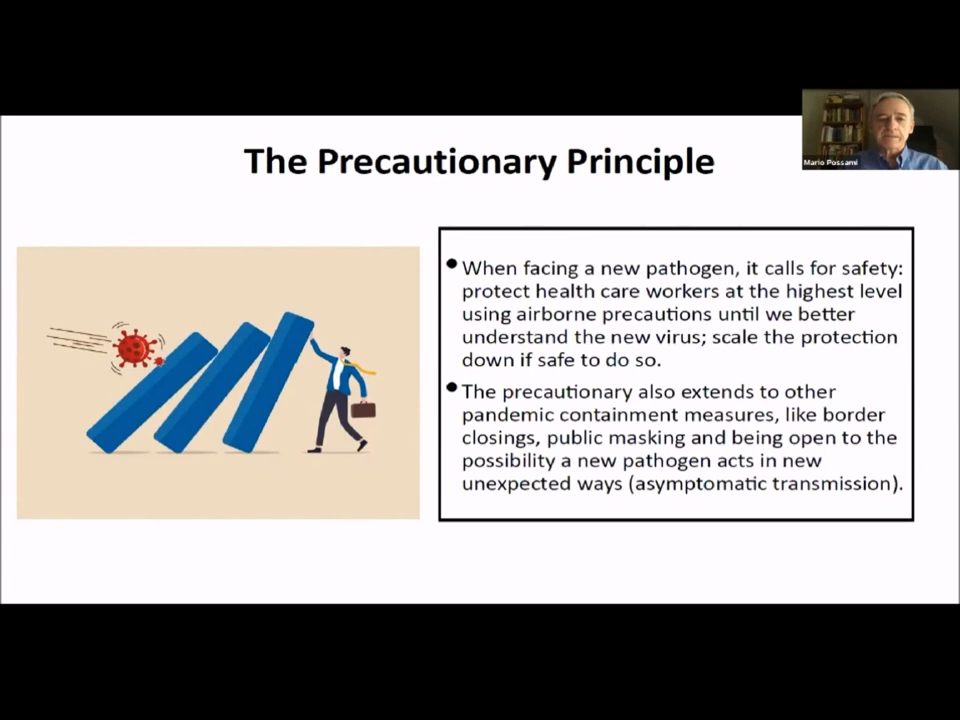 The Precautionary Principle
Mario Possami
• When facing a new pathogen, it calls for safety:
protect health care workers at the highest level
using airborne precautions until we better
understand the new virus; scale the protection
down if safe to do so.
• The precautionary also extends to other
pandemic containment measures, like border
closings, public masking and being open to the
possibility a new pathogen acts in new
unexpected ways (asymptomatic transmission).